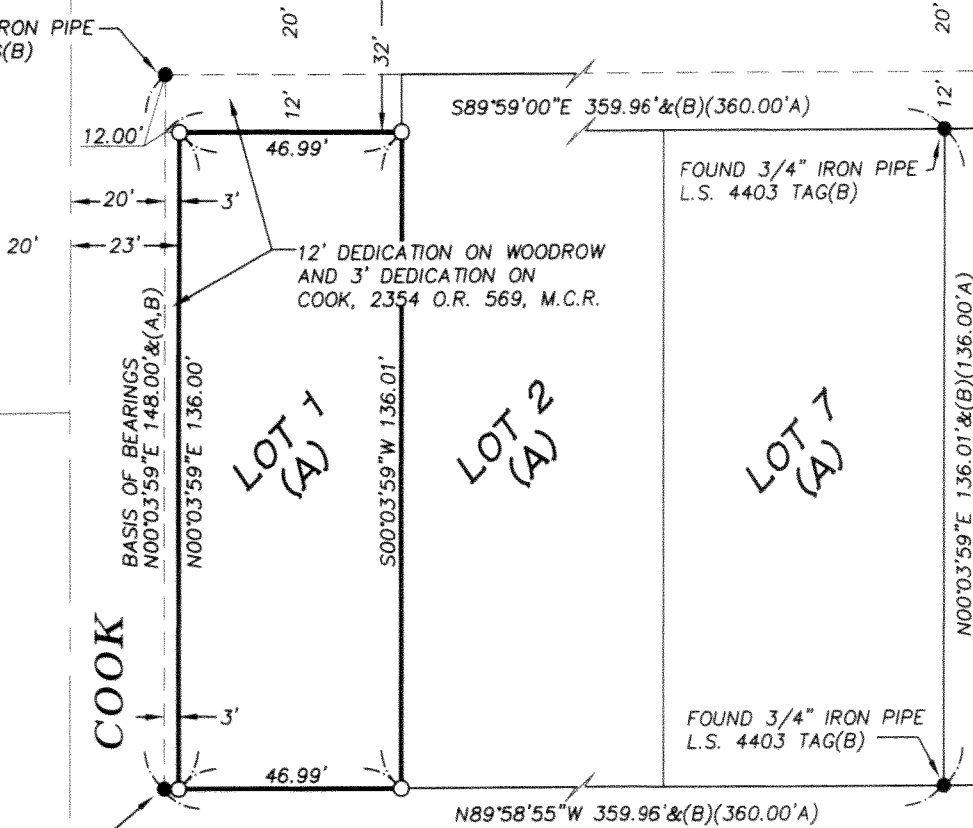 IRON PIPE
(B)
20'
32'
20'
12'
12.00'
46.99'
S89°59'00"E 359.96'&(B)(360.00'A)
12'
FOUND 3/4" IRON PIPE
L.S. 4403 TAG(B)
20'
3'
20'
23'
12' DEDICATION ON WOODROW
AND 3' DEDICATION ON
COOK, 2354 O.R. 569, M.C.R.
BASIS OF BEARINGS
N00°03'59"E 148.00'&(A,B)
N00°03'59"E 136.00'
LOT 1
(A)
S00°03'59"W 136.01'
LOT 2
(A)
LOT 7
(A)
N00°03'59"E 136.01'&(B)(136.00'A)
COOK
3'
FOUND 3/4" IRON PIPE
L.S. 4403 TAG(B)
46.99'
N89°58'55"W 359.96'&(B)(360.00'A)